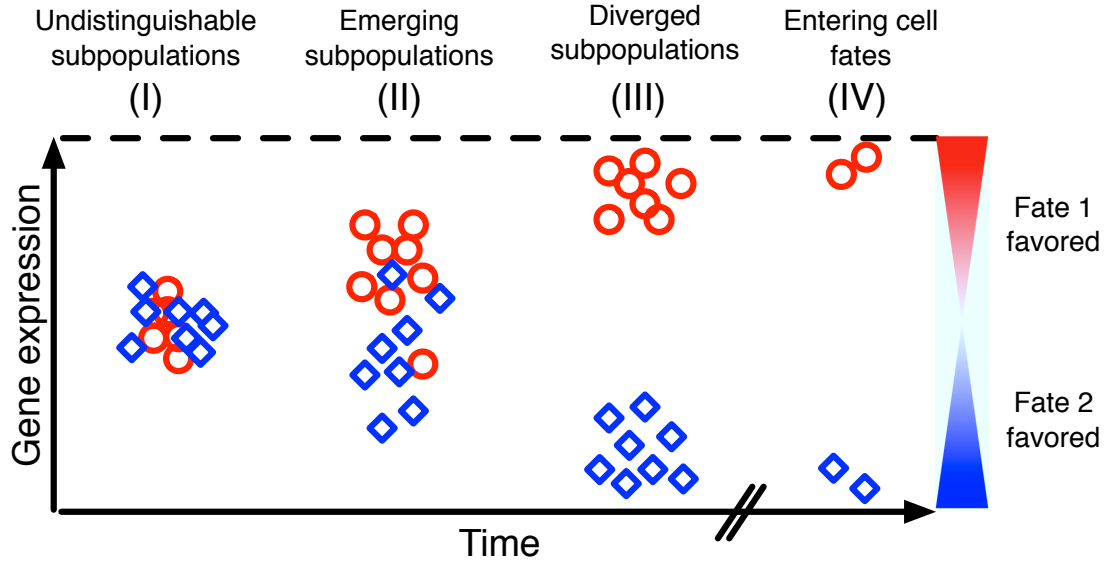 Undistinguishable
subpopulations
(I)
Emerging
subpopulations
(II)
Diverged
subpopulations
(III)
Entering cell
fates
(IV)
Gene expression
Time
Fate 1
favored
Fate 2
favored